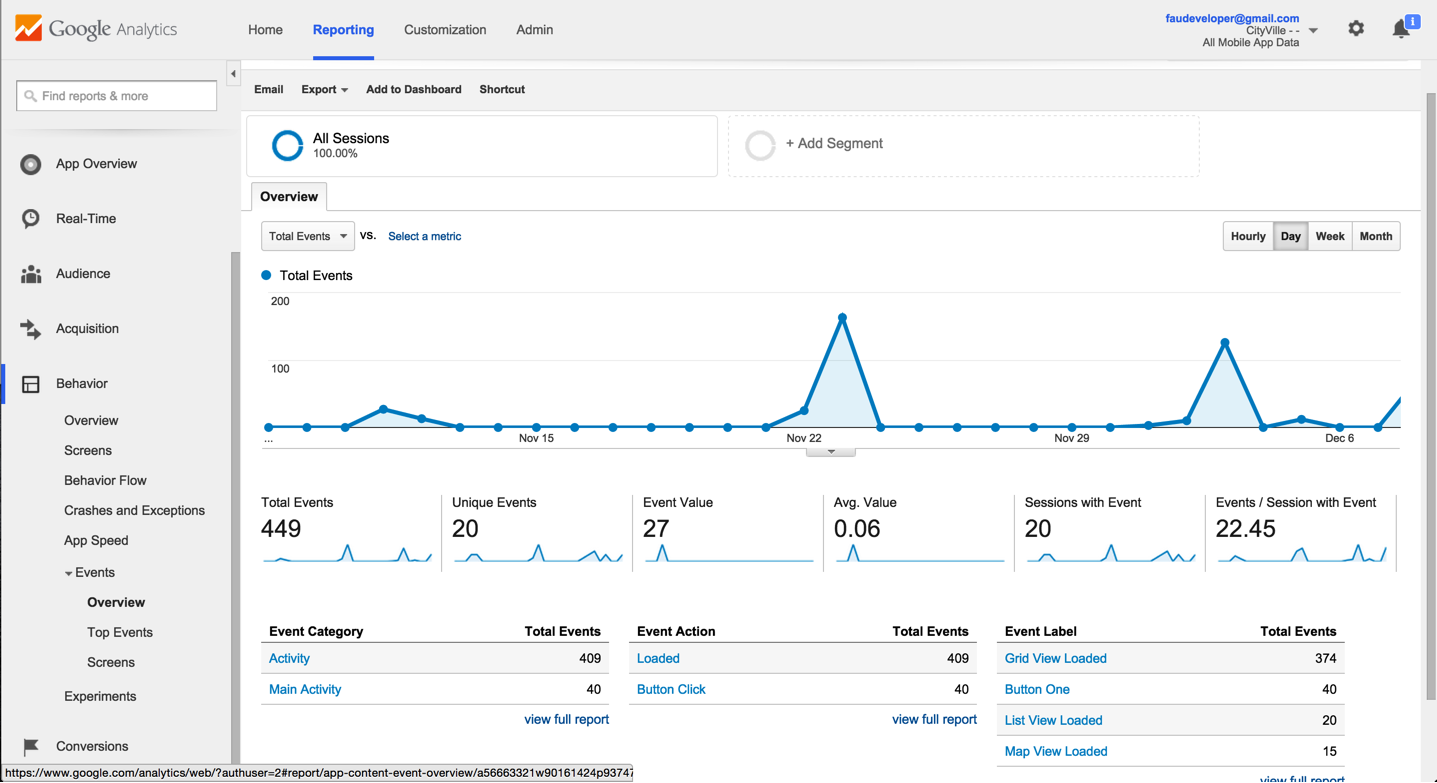 Google Analytics
Home Reporting Customization Admin
faudeveloper@gmail.com
CityVille - -
All Mobile App Data
1
Find reports & more
Email Export Add to Dashboard Shortcut
All Sessions
100.00%
+ Add Segment
App Overview
Real-Time
Audience
Acquisition
Behavior
Overview
Screens
Behavior Flow
Crashes and Exceptions
App Speed
Events
Overview
Top Events
Screens
Experiments
Conversions
Overview
Total Events VS. Select a metric
Hourly Day Week Month
Total Events
200
100
... Nov 15 Nov 22 Nov 29 Dec 6
Total Events
449
Unique Events
20
Event Value
27
Avg. Value
0.06
Sessions with Event
20
Events / Session with Event
22.45
Event Category Total Events
Activity 409
Main Activity 40
view full report
Event Action Total Events
Loaded 409
Button Click 40
view full report
Event Label Total Events
Grid View Loaded 374
Button One 40
List View Loaded 20
Map View Loaded 15
view full report
https://www.google.com/analytics/web/?authuser=2#report/app-content-event-overview/a56663321w90161424p93747